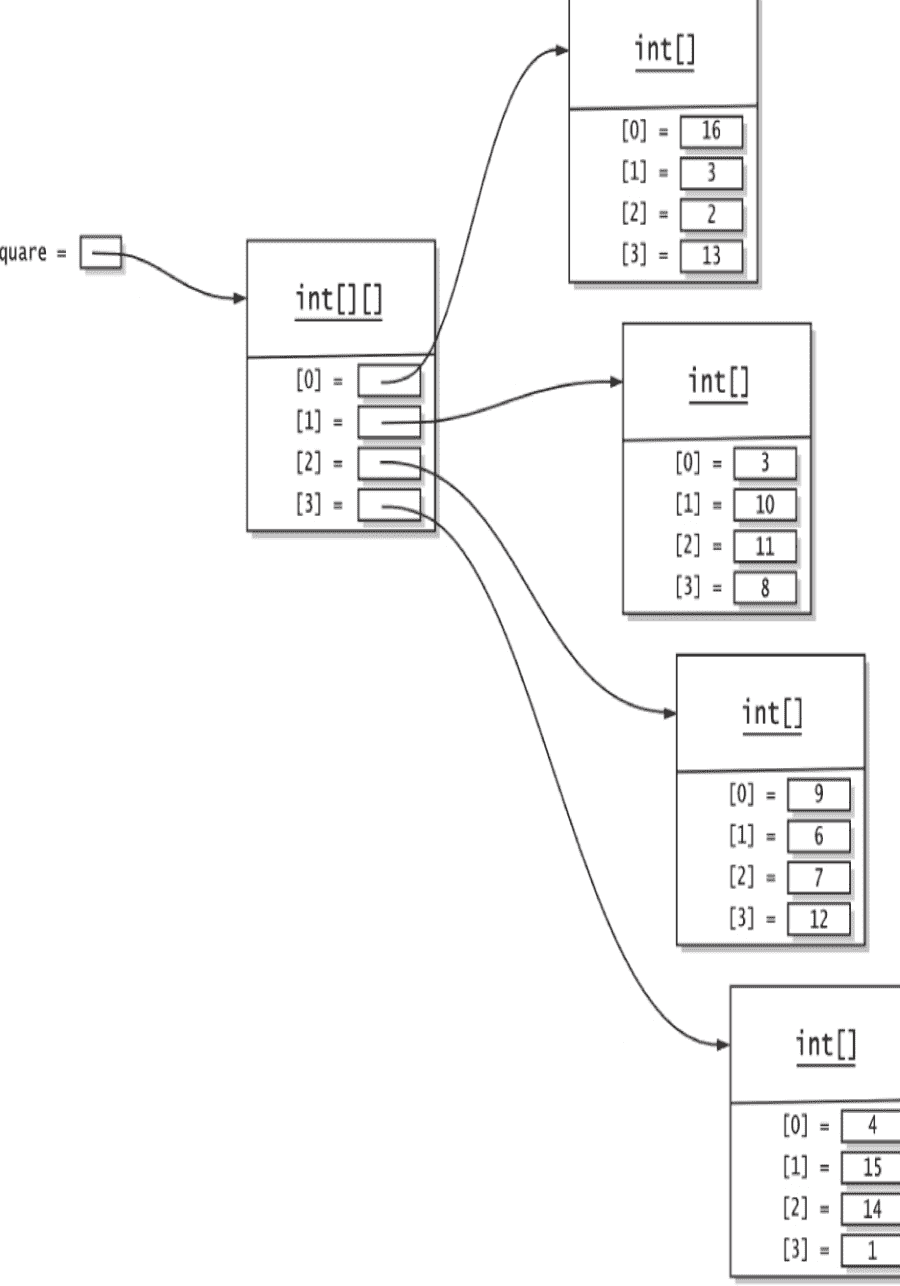 int[]
[0] = 16
[1] = 3
[2] = 2
[3] = 13
quare =
int[][]
[0] =
[1] =
[2] =
[3] =
int[]
[0] = 3
[1] = 10
[2] = 11
[3] = 8
int[]
[0] = 9
[1] = 6
[2] = 7
[3] = 12
int[]
[0] = 4
[1] = 15
[2] = 14
[3] = 1